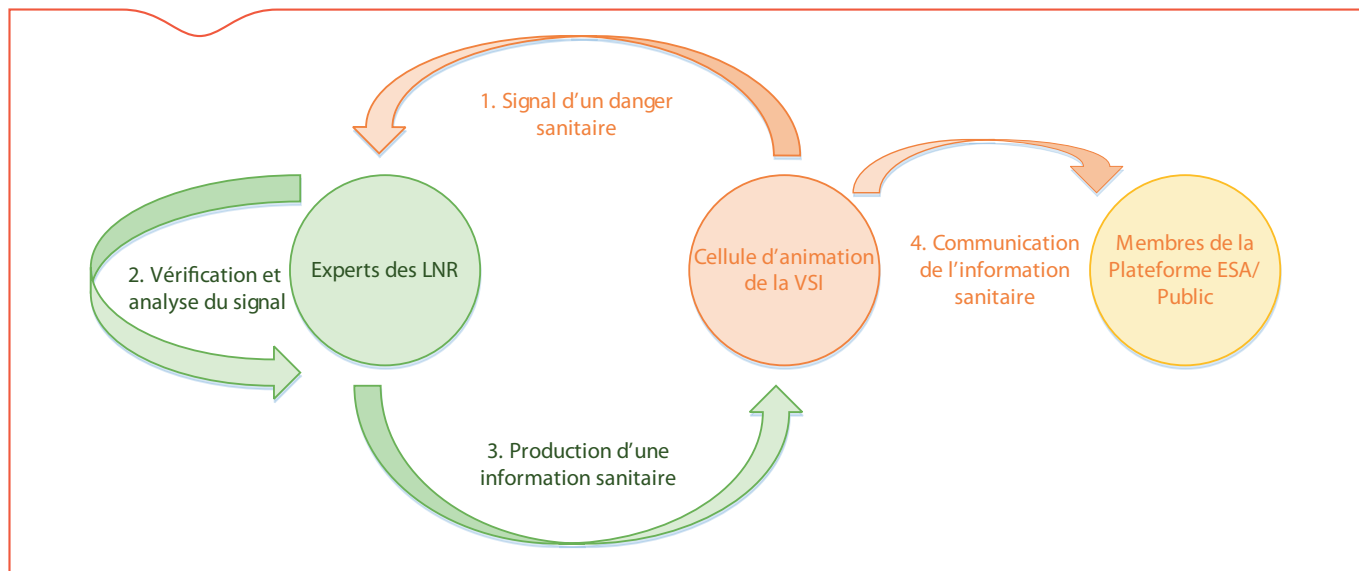 1. Signal d’un danger
sanitaire
2. Vérification et
analyse du signal
Experts des LNR
Cellule d’animation
de la VSI
4. Communication
de l’information
sanitaire
Membres de la
Plateforme ESA/
Public
3. Production d’une
information sanitaire